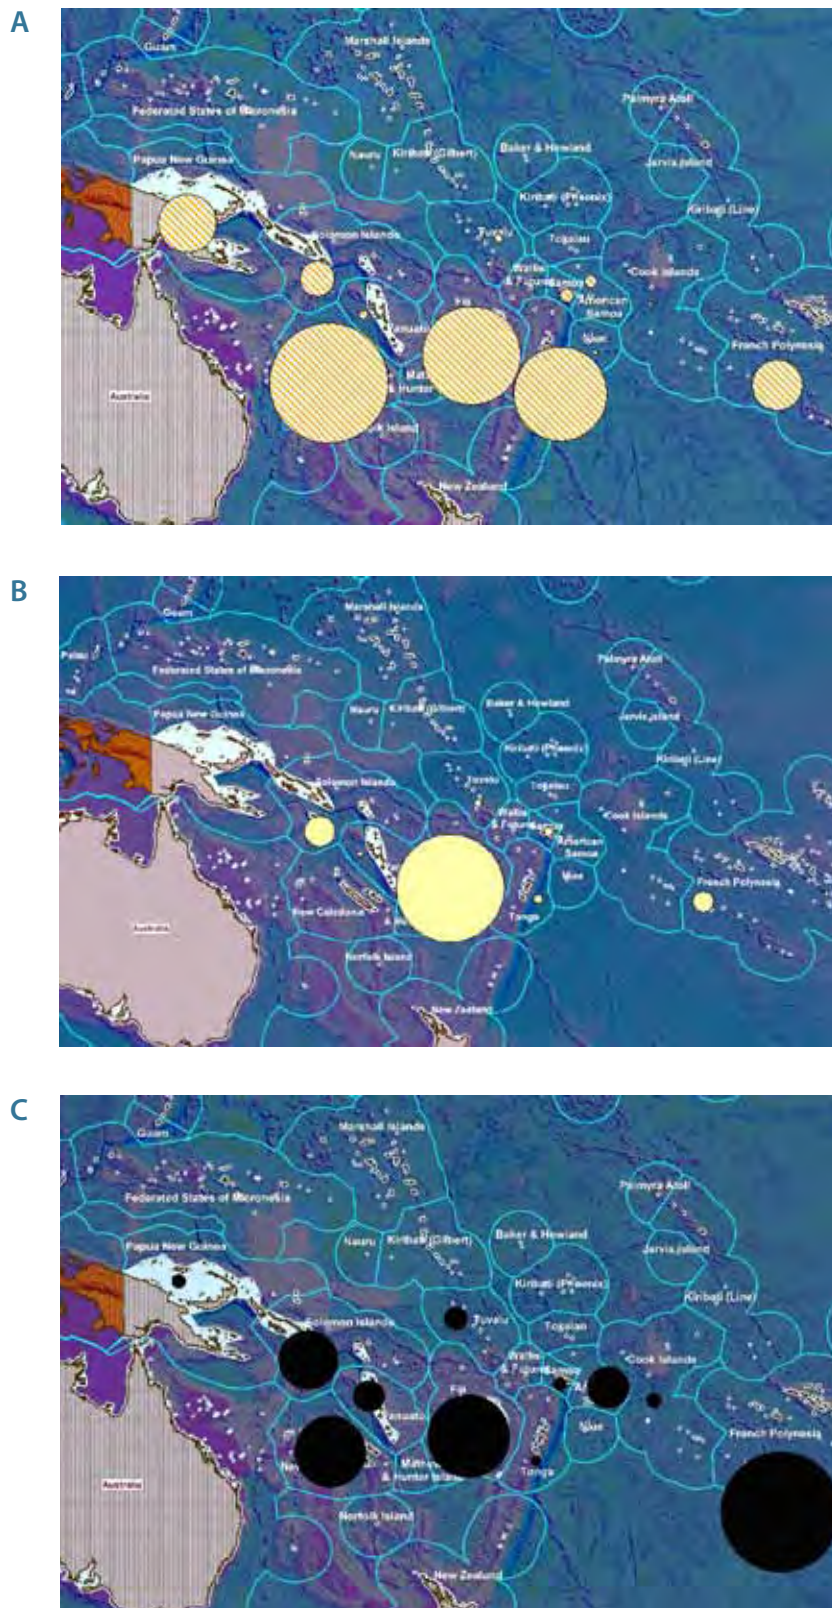 A
Guam
Marshall Islands
Federated States of Micronesia
Palmyra Atoll
Papua New Guinea
Nauru
Kiribati (Gilbert)
Baker & Howland
Jarvis Island
Kiribati (Phoenix)
Kiribati (Line)
Solomon Islands
Tuvalu
Tokelau
Wallis
& Futuna
Samoa
Cook Islands
American
Samoa
Fiji
Vanuatu
Niue
French Polynesia
& Hunter
Australia
Island
New Zealand
B
Guam
Marshall Islands
Palau
Federated States of Micronesia
Palmyra Atoll
Papua New Guinea
Nauru
Kiribati (Gilbert)
Baker & Howland
Jarvis Island
Kiribati (Phoenix)
Kiribati (Line)
Solomon Islands
Tuvalu
Tokelau
Wallis
& Futuna
Samoa
Cook Islands
American
Samoa
Niue
French Polynesia
New Caledonia
Tonga
Australia
Norfolk Island
New Zealand
C
Guam
Marshall Islands
Federated States of Micronesia
Palmyra Atoll
Papua New Guinea
Nauru
Kiribati (Gilbert)
Baker & Howland
Jarvis Island
Kiribati (Phoenix)
Kiribati (Line)
Solomon Islands
Tuvalu
Tokelau
Wallis
& Futuna
Samoa
Cook Islands
Fiji
Vanuatu
Niue
French Polynesia
Matthew
& Hunter Island
Tonga
Australia
Norfolk Island
New Zealand